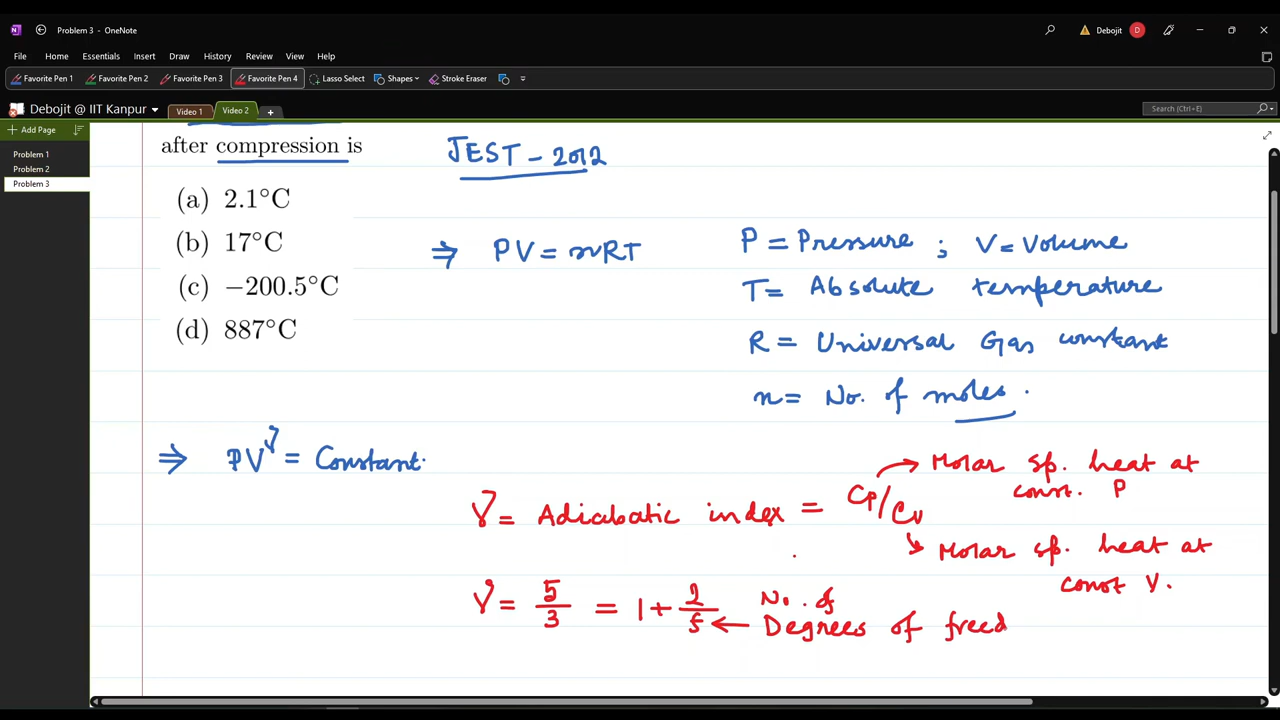 Problem 3 - OneNote
Debojit D
File Home Essentials Insert Draw History Review View Help
Favorite Pen 1 Favorite Pen 2 Favorite Pen 3 Favorite Pen 4 Lasso Select Shapes Stroke Eraser
Debojit @ IIT Kanpur Video 1 Video 2 + Search (Ctrl+E)
+ Add Page
Problem 1
Problem 2
Problem 3
after compression is
JEST - 2012
(a) 2.1°C
(b) 17°C
(c) −200.5°C
(d) 887°C
⇒ PV = nRT
P = Pressure ; V = Volume
T = Absolute temperature
R = Universal Gas constant
n = No. of moles.
⇒ PV^γ = Constant.
γ = Adiabatic index = Cp/Cv
→ Molar sp. heat at
const. P
→ Molar sp. heat at
const V.
γ = 5/3 = 1 + 2/5 ← No. of
Degrees of freed